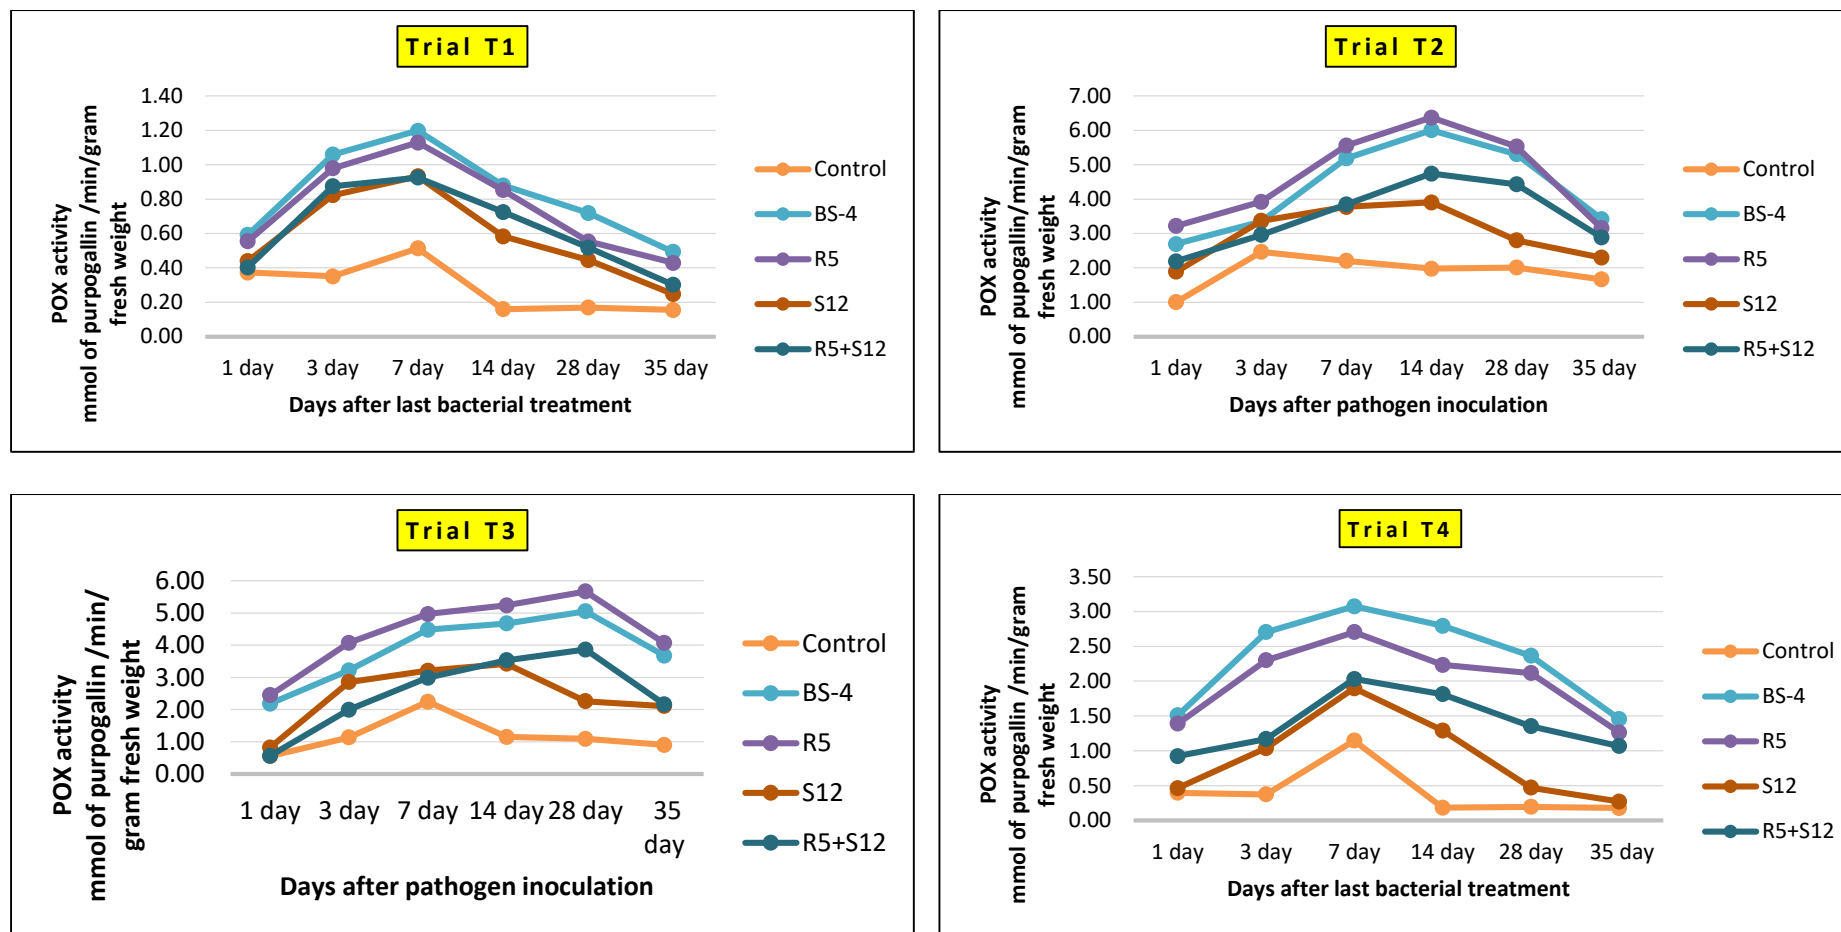 Trial T1
POX activity
mmol of purpogallin /min/gram
fresh weight
1.40
1.20
1.00
0.80
0.60
0.40
0.20
0.00
1 day 3 day 7 day 14 day 28 day 35 day
Days after last bacterial treatment
Control
BS-4
R5
S12
R5+S12
Trial T2
POX activity
mmol of pupogallin/min/gram
fresh weight
7.00
6.00
5.00
4.00
3.00
2.00
1.00
0.00
1 day 3 day 7 day 14 day 28 day 35 day
Days after pathogen inoculation
Control
BS-4
R5
S12
R5+S12
Trial T3
POX activity
mmol of purpogallin /min/
gram fresh weight
6.00
5.00
4.00
3.00
2.00
1.00
0.00
1 day 3 day 7 day 14 day 28 day 35
day
Days after pathogen inoculation
Control
BS-4
R5
S12
R5+S12
Trial T4
POX activity
mmol of purpogallin /min/gram
fresh weight
3.50
3.00
2.50
2.00
1.50
1.00
0.50
0.00
1 day 3 day 7 day 14 day 28 day 35 day
Days after last bacterial treatment
Control
BS-4
R5
S12
R5+S12